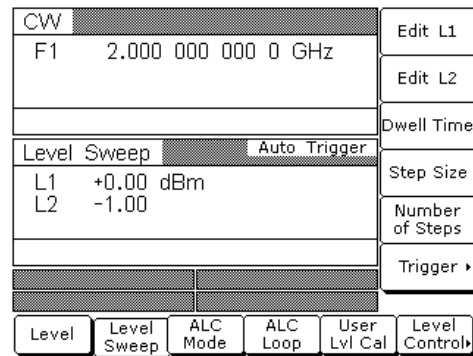 CW
F1 2.000 000 000 0 GHz
Level Sweep Auto Trigger
L1 +0.00 dBm
L2 -1.00
Edit L1
Edit L2
Dwell Time
Step Size
Number
of Steps
Trigger
Level
Level
Sweep
ALC
Mode
ALC
Loop
User
Lvl Cal
Level
Control